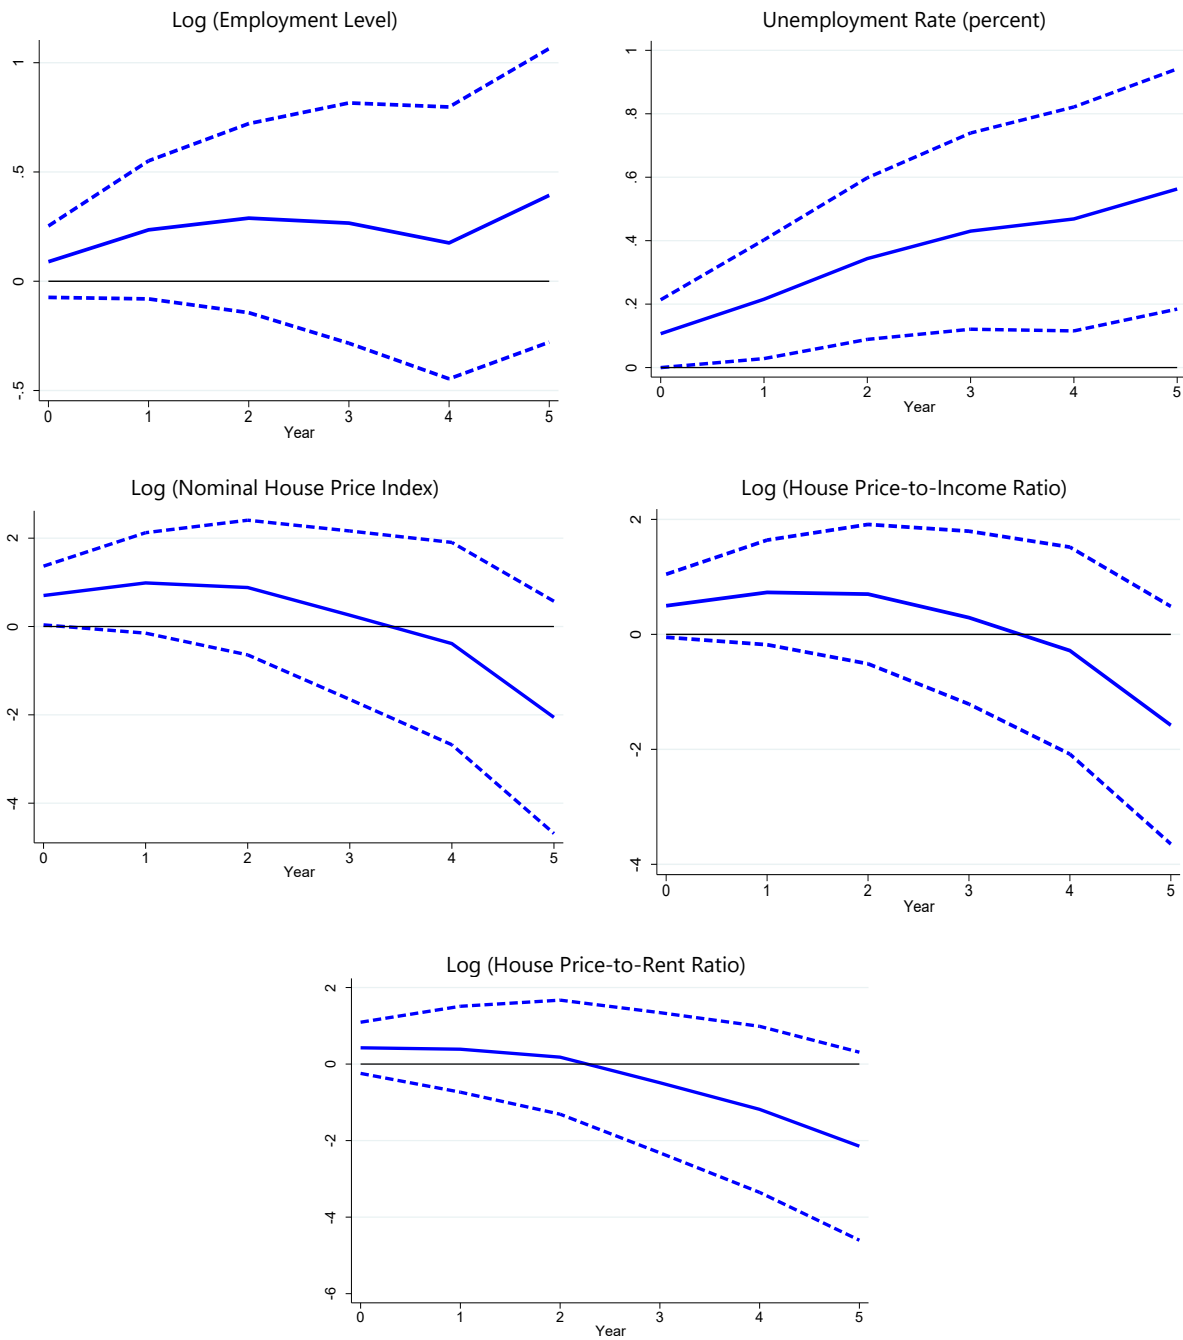 Log (Employment Level)
1
.5
0
-.5
0 1 2 3 4 5
Year
Unemployment Rate (percent)
1
.8
.6
.4
.2
0
0 1 2 3 4 5
Year
Log (Nominal House Price Index)
2
0
-2
-4
0 1 2 3 4 5
Year
Log (House Price-to-Income Ratio)
2
0
-2
-4
0 1 2 3 4 5
Year
Log (House Price-to-Rent Ratio)
2
0
-2
-4
-6
0 1 2 3 4 5
Year